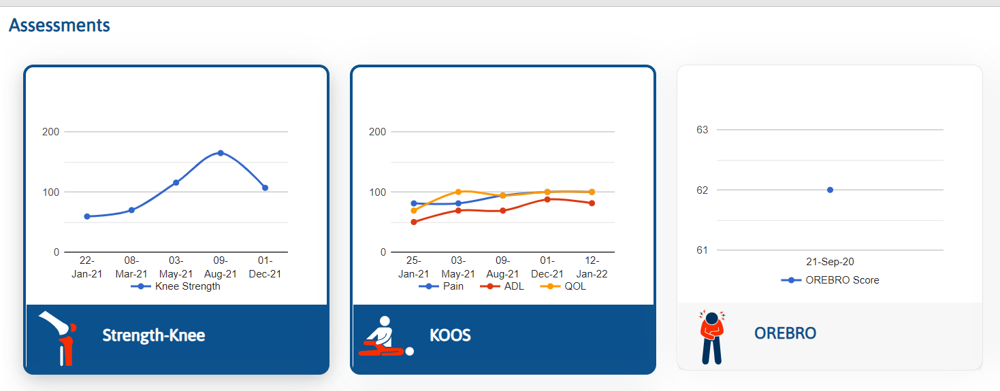 Assessments
200
100
0
22-
Jan-21
08-
Mar-21
03-
May-21
09-
Aug-21
01-
Dec-21
Knee Strength
Strength-Knee
200
100
0
25-
Jan-21
03-
May-21
09-
Aug-21
01-
Dec-21
12-
Jan-22
Pain ADL QOL
KOOS
63
62
61
21-Sep-20
OREBRO Score
OREBRO